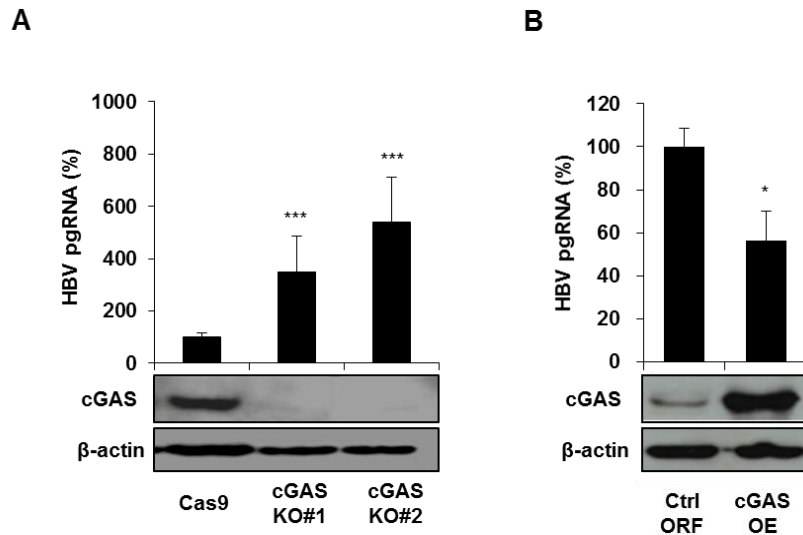 A
HBV pgRNA (%)
1000
800
600
400
200
0
***
***
cGAS
β-actin
Cas9
cGAS
KO#1
cGAS
KO#2
B
HBV pgRNA (%)
120
100
80
60
40
20
0
*
cGAS
β-actin
Ctrl
ORF
cGAS
OE